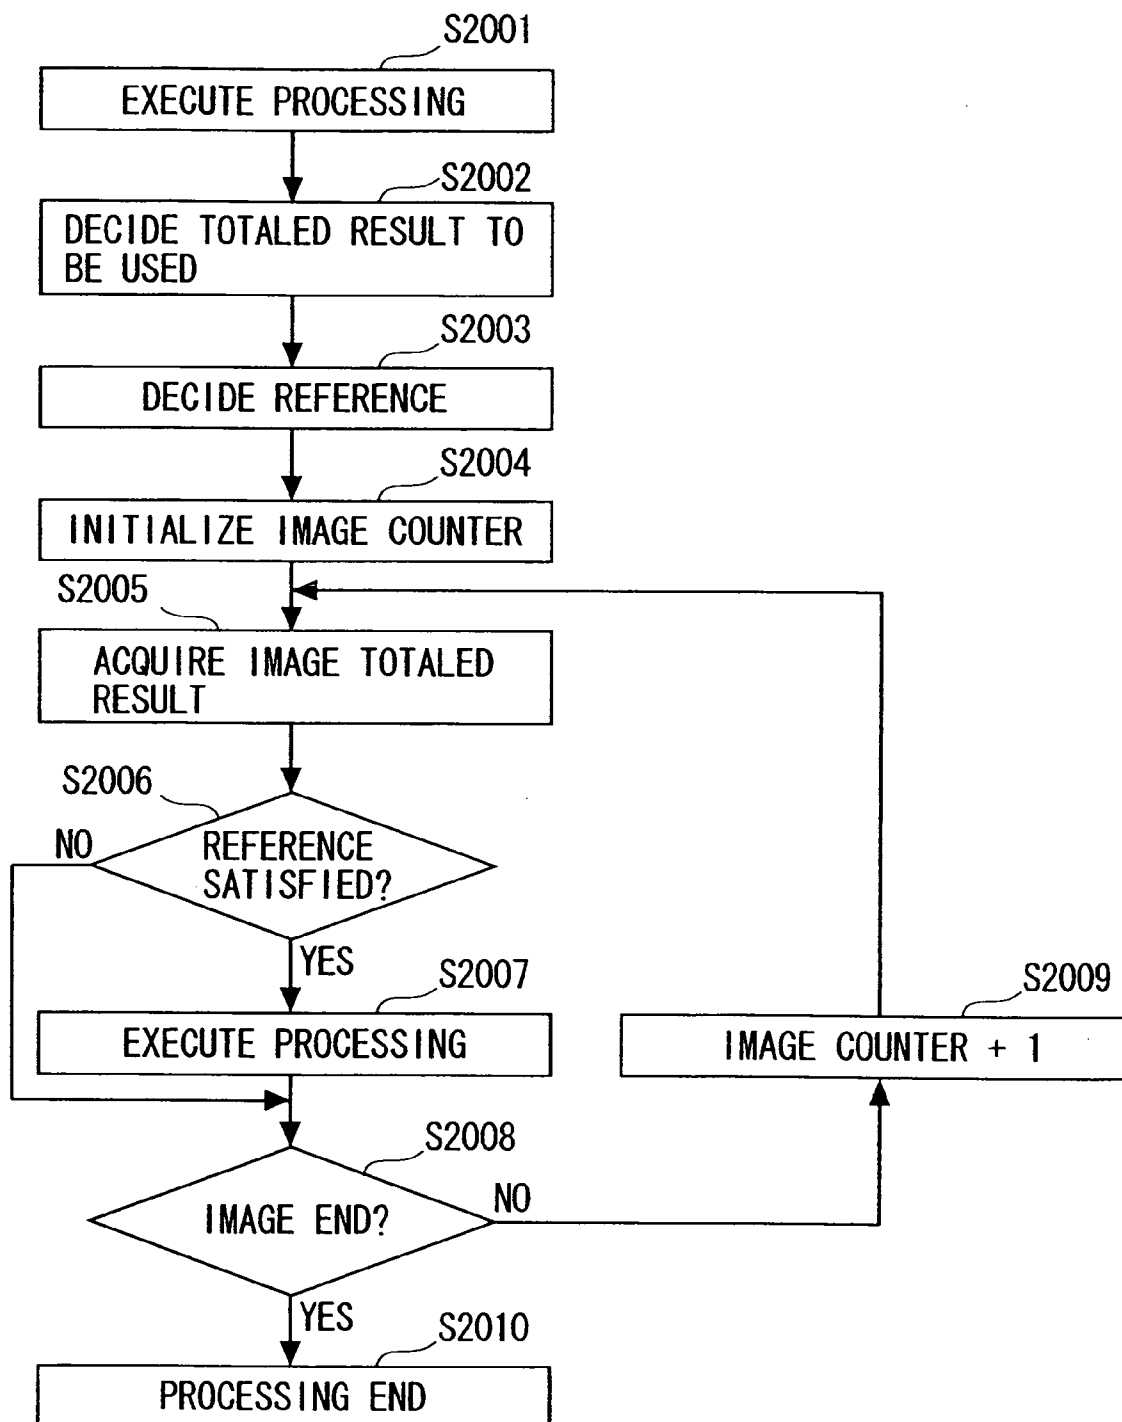 S2001
EXECUTE PROCESSING
S2002
DECIDE TOTALED RESULT TO
BE USED
S2003
DECIDE REFERENCE
S2004
INITIALIZE IMAGE COUNTER
S2005
ACQUIRE IMAGE TOTALED
RESULT
S2006
NO
REFERENCE
SATISFIED?
YES
S2007
EXECUTE PROCESSING
S2009
IMAGE COUNTER + 1
S2008
IMAGE END?
NO
YES
S2010
PROCESSING END